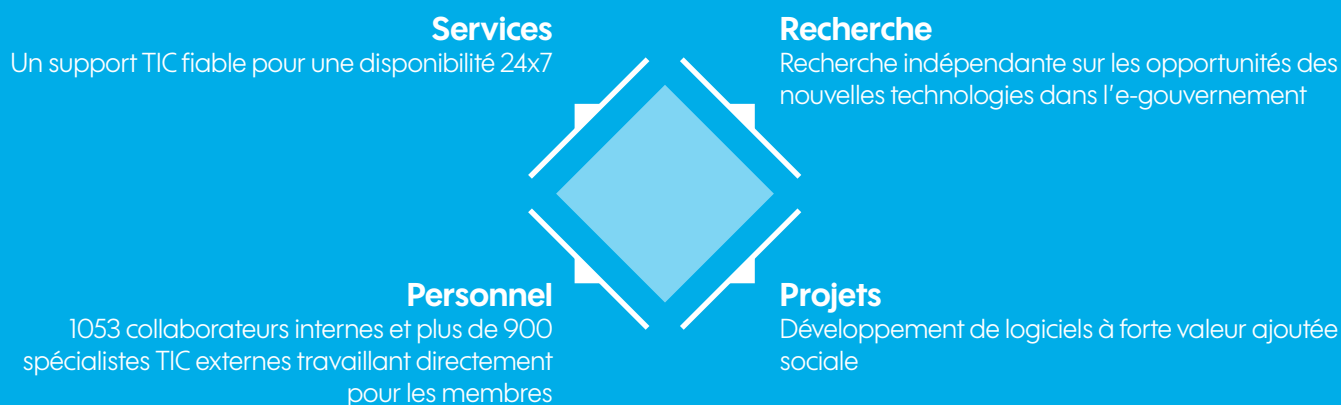 Services
Un support TIC fiable pour une disponibilité 24x7
Recherche
Recherche indépendante sur les opportunités des
nouvelles technologies dans l'e-gouvernement
Personnel
1053 collaborateurs internes et plus de 900
spécialistes TIC externes travaillant directement
pour les membres
Projets
Développement de logiciels à forte valeur ajoutée
sociale